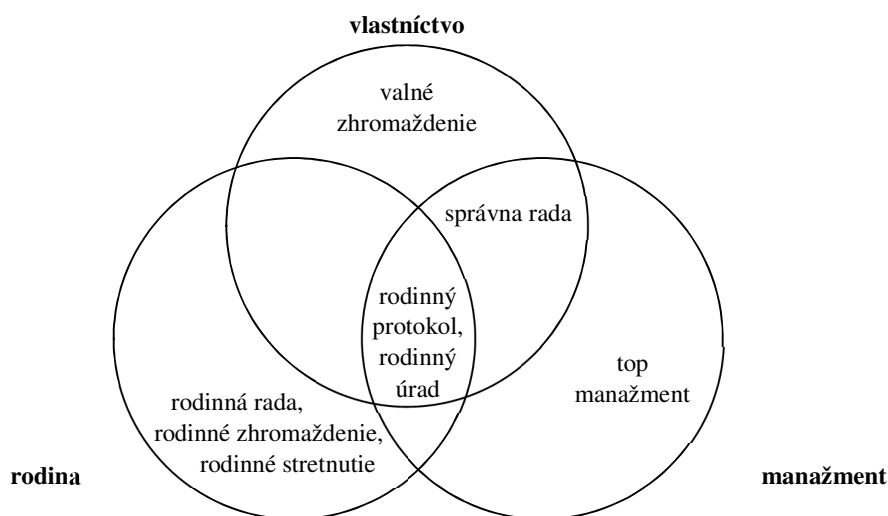 vlastníctvo
valné
zhromaždenie
správna rada
rodinný
protokol,
rodinný
úrad
top
manažment
rodinná rada,
rodinné zhromaždenie,
rodinné stretnutie
rodina
manažment